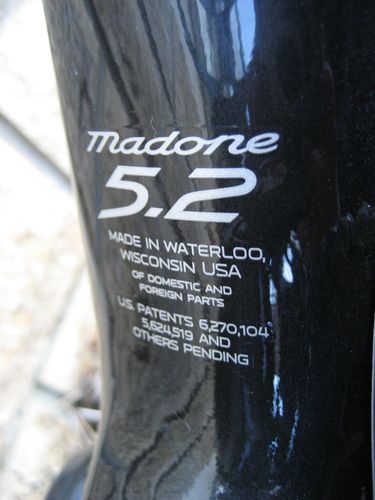 madone
5.2
MADE IN WATERLOO,
WISCONSIN USA
OF DOMESTIC AND
FOREIGN PARTS
U.S. PATENTS 6,270,104
5,624,519 AND
OTHERS PENDING